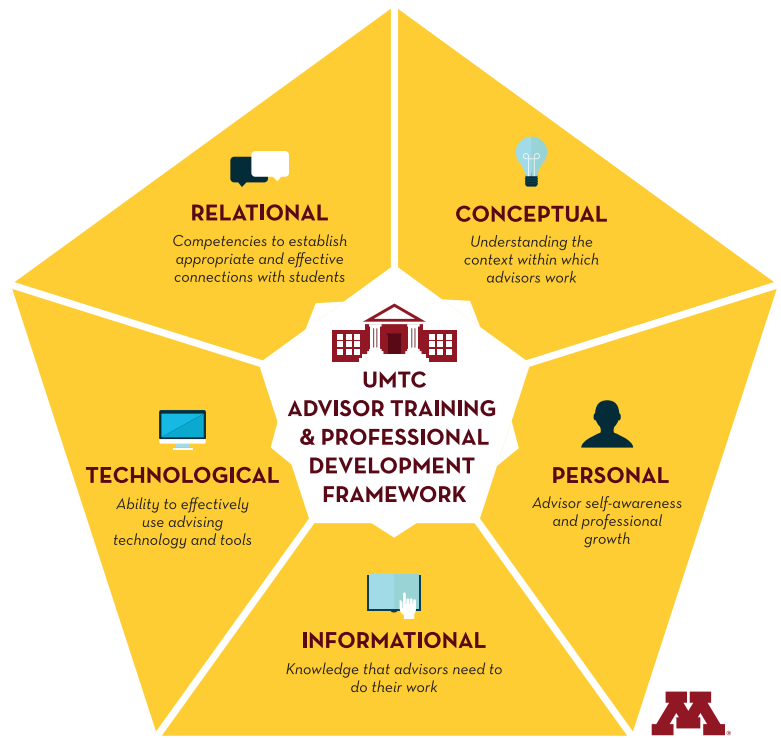 RELATIONAL
Competencies to establish
appropriate and effective
connections with students
CONCEPTUAL
Understanding the
context within which
advisors work
UMTC
ADVISOR TRAINING
& PROFESSIONAL
DEVELOPMENT
FRAMEWORK
TECHNOLOGICAL
Ability to effectively
use advising
technology and tools
PERSONAL
Advisor self-awareness
and professional
growth
INFORMATIONAL
Knowledge that advisors need to
do their work
M